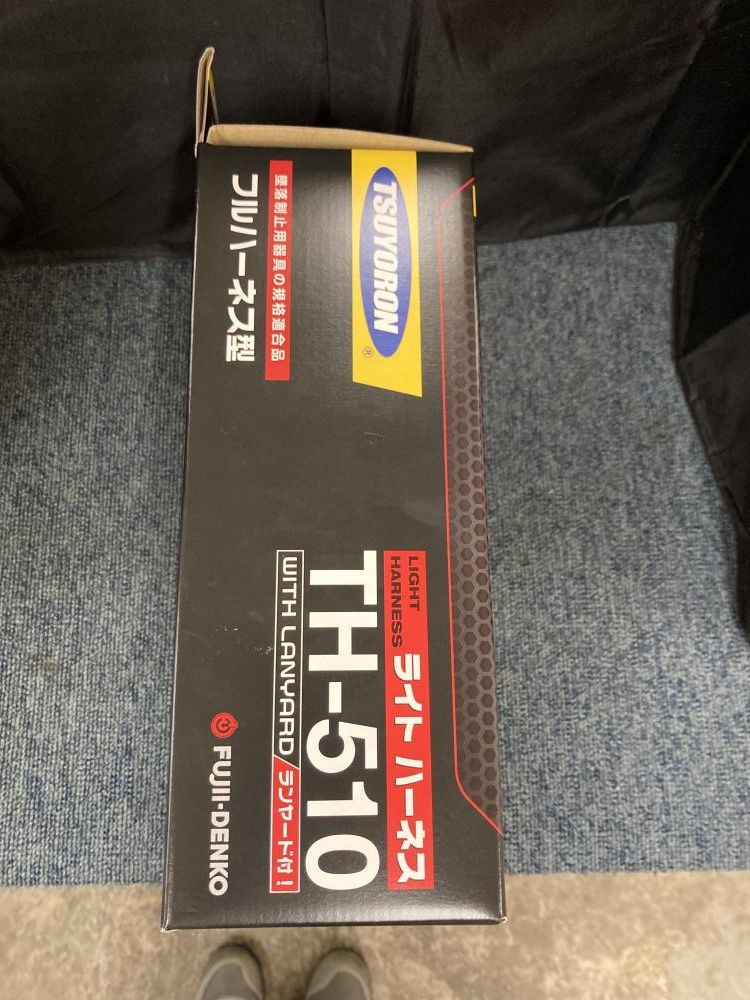 TSUYORON
®
墜落制止用器具の規格適合品
フルハーネス型
LIGHT
HARNESS
ライト ハーネス
TH-510
WITH LANYARD ランヤード付!
FUJII-DENKO